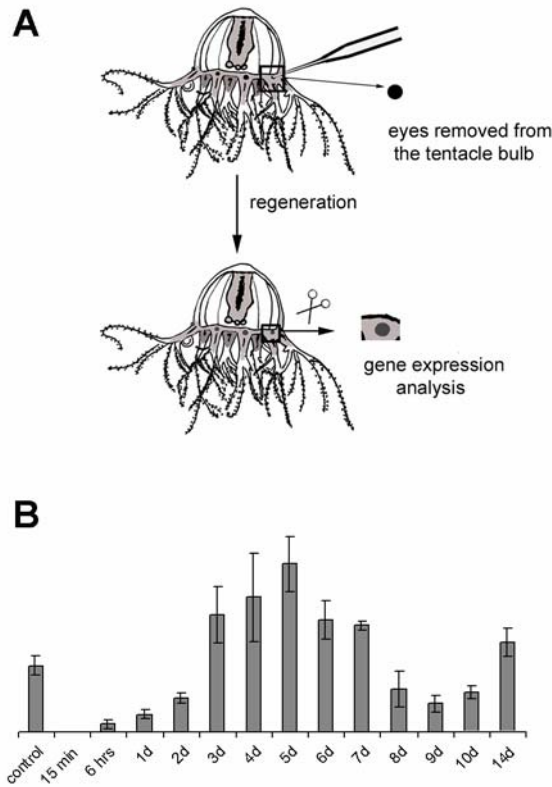 A
eyes removed from
the tentacle bulb
regeneration
gene expression
analysis
B
control
15 min
6 hrs
1d
2d
3d
4d
5d
6d
7d
8d
9d
10d
14d